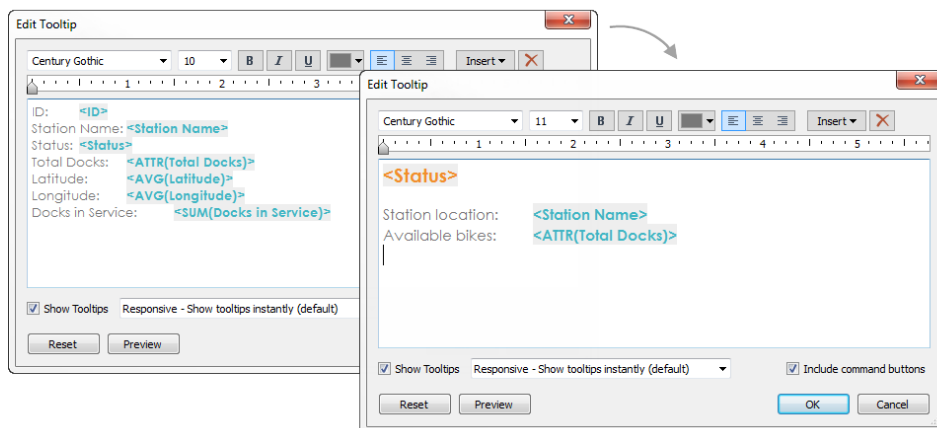 Edit Tooltip
Century Gothic 10 B I U Insert
1 2 3
ID: <ID>
Station Name: <Station Name>
Status: <Status>
Total Docks: <ATTR(Total Docks)>
Latitude: <AVG(Latitude)>
Longitude: <AVG(Longitude)>
Docks in Service: <SUM(Docks in Service)>
Show Tooltips Responsive - Show tooltips instantly (default)
Reset Preview
Edit Tooltip
Century Gothic 11 B I U Insert
1 2 3 4 5
<Status>
Station location: <Station Name>
Available bikes: <ATTR(Total Docks)>
Show Tooltips Responsive - Show tooltips instantly (default) Include command buttons
Reset Preview OK Cancel